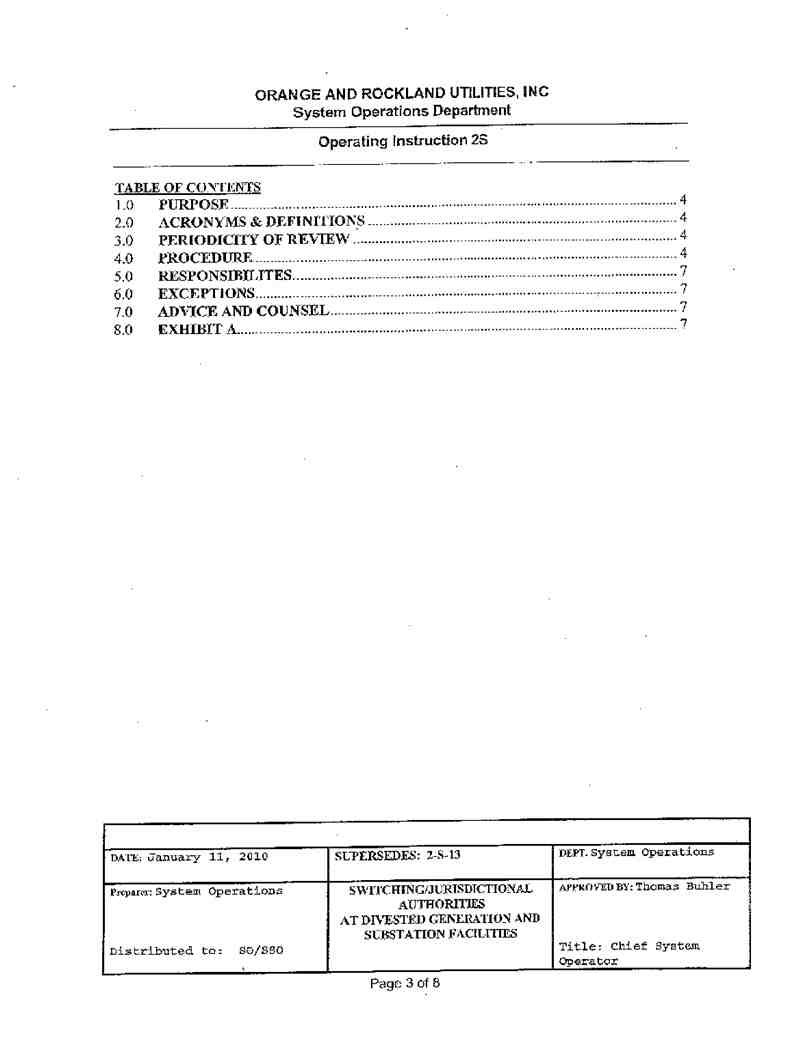 ORANGE AND ROCKLAND UTILITIES, INC
System Operations Department
Operating Instruction 2S
TABLE OF CONTENTS
1.0 PURPOSE 4
2.0 ACRONYMS & DEFINITIONS 4
3.0 PERIODICITY OF REVIEW 4
4.0 PROCEDURE 4
5.0 RESPONSIBILITES 7
6.0 EXCEPTIONS 7
7.0 ADVICE AND COUNSEL 7
8.0 EXHIBIT A 7
DATE: January 11, 2010
SUPERSEDES: 2-S-13
DEPT. System Operations
Preparer: System Operations
Distributed to: SO/SSO
SWITCHING/JURISDICTIONAL
AUTHORITIES
AT DIVESTED GENERATION AND
SUBSTATION FACILITIES
APPROVED BY: Thomas Buhler
Title: Chief System
Operator
Page 3 of 8